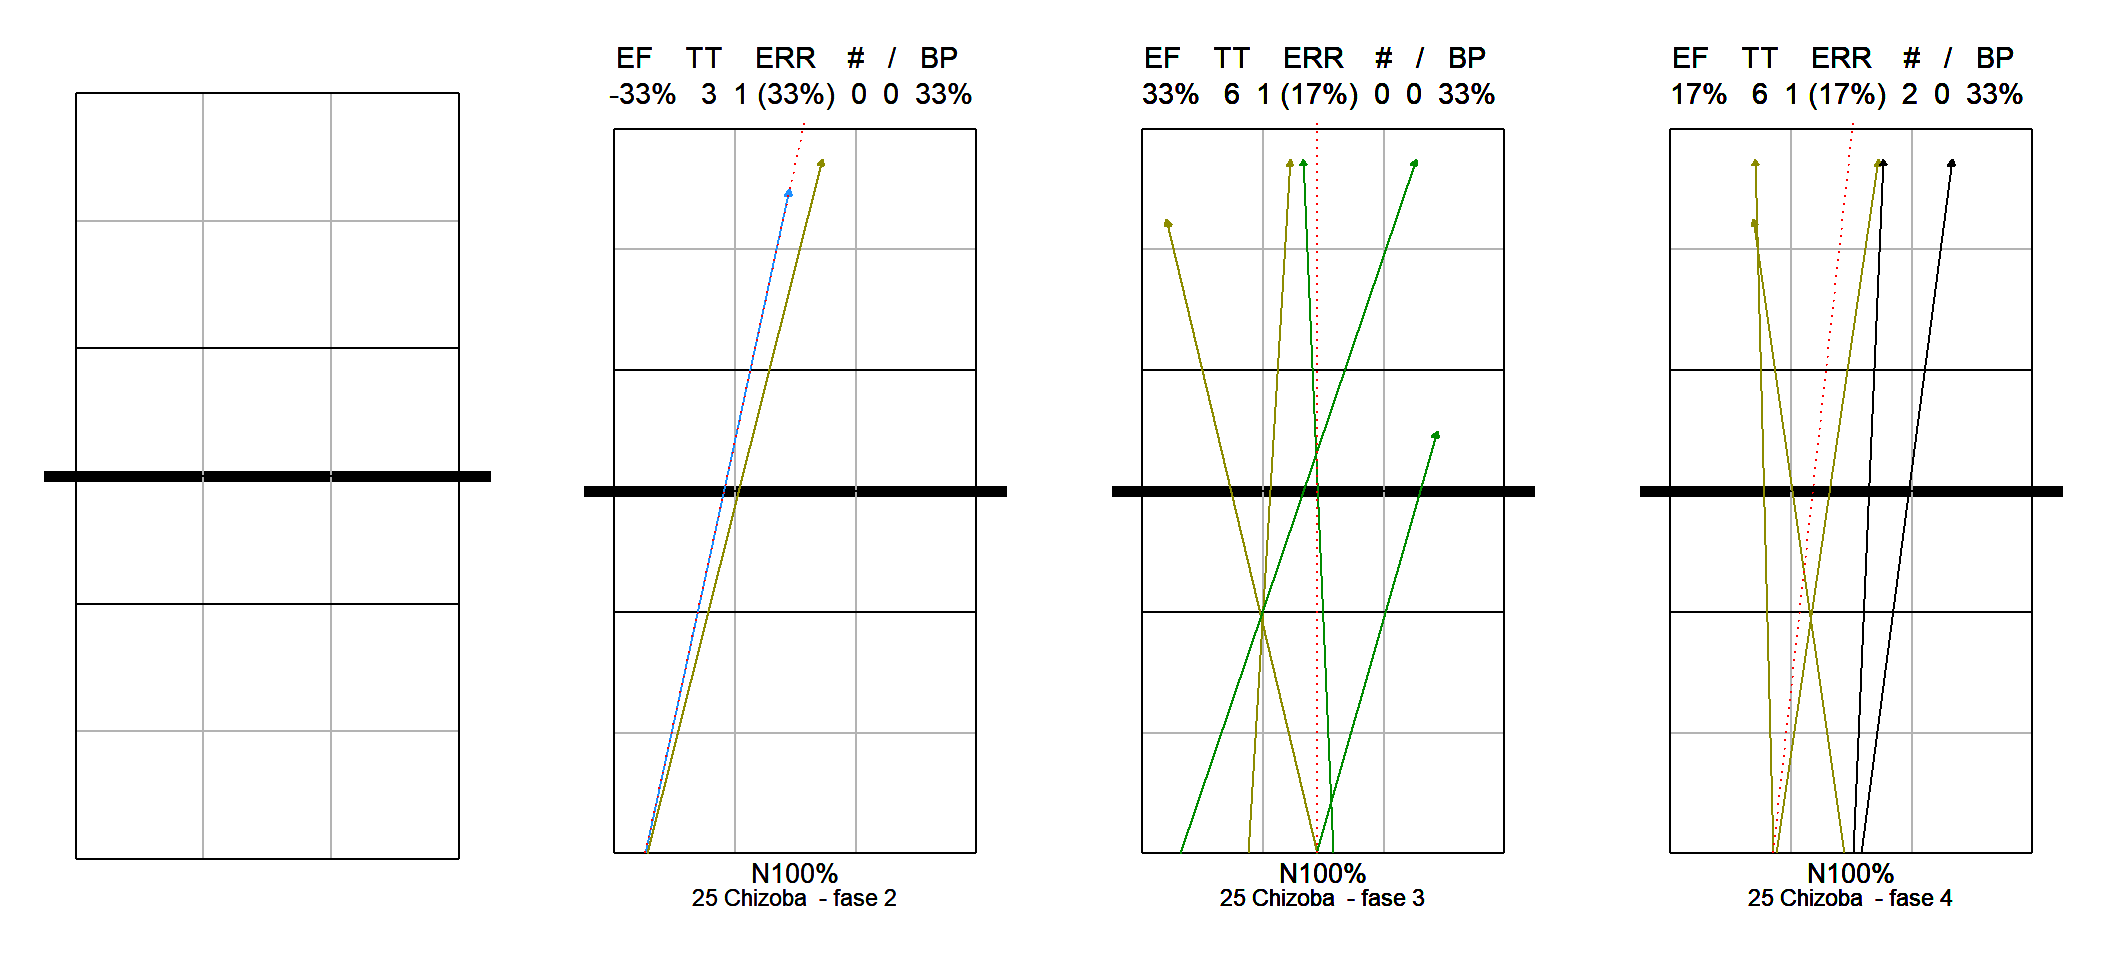 EF TT ERR # / BP
-33% 3 1 (33%) 0 0 33%
N100%
25 Chizoba - fase 2
EF TT ERR # / BP
33% 6 1 (17%) 0 0 33%
N100%
25 Chizoba - fase 3
EF TT ERR # / BP
17% 6 1 (17%) 2 0 33%
N100%
25 Chizoba - fase 4